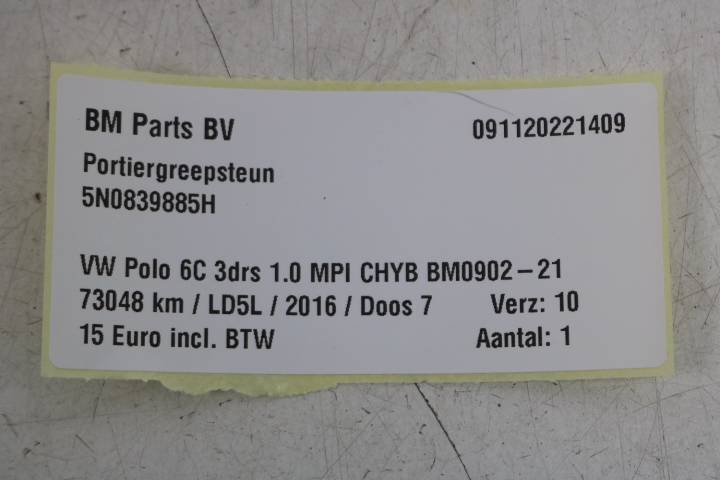 BM Parts BV 091120221409
Portiergreepsteun
5N0839885H
VW Polo 6C 3drs 1.0 MPI CHYB BM0902-21
73048 km / LD5L / 2016 / Doos 7 Verz: 10
15 Euro incl. BTW Aantal: 1